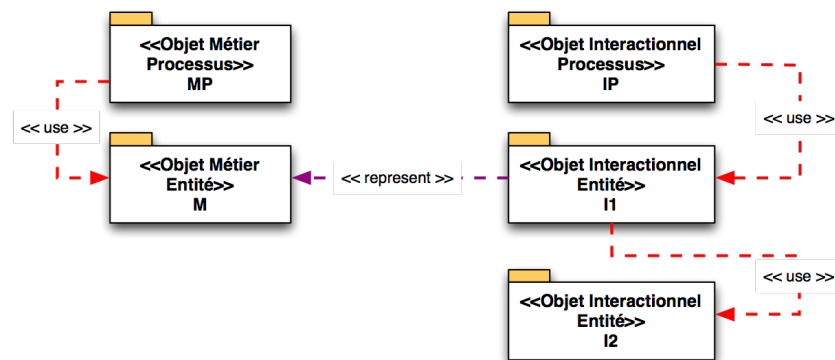 <<Objet Métier
Processus>>
MP
<<Objet Interactionnel
Processus>>
IP
<< use >>
<< use >>
<<Objet Métier
Entité>>
M
<< represent >>
<<Objet Interactionnel
Entité>>
I1
<< use >>
<<Objet Interactionnel
Entité>>
I2